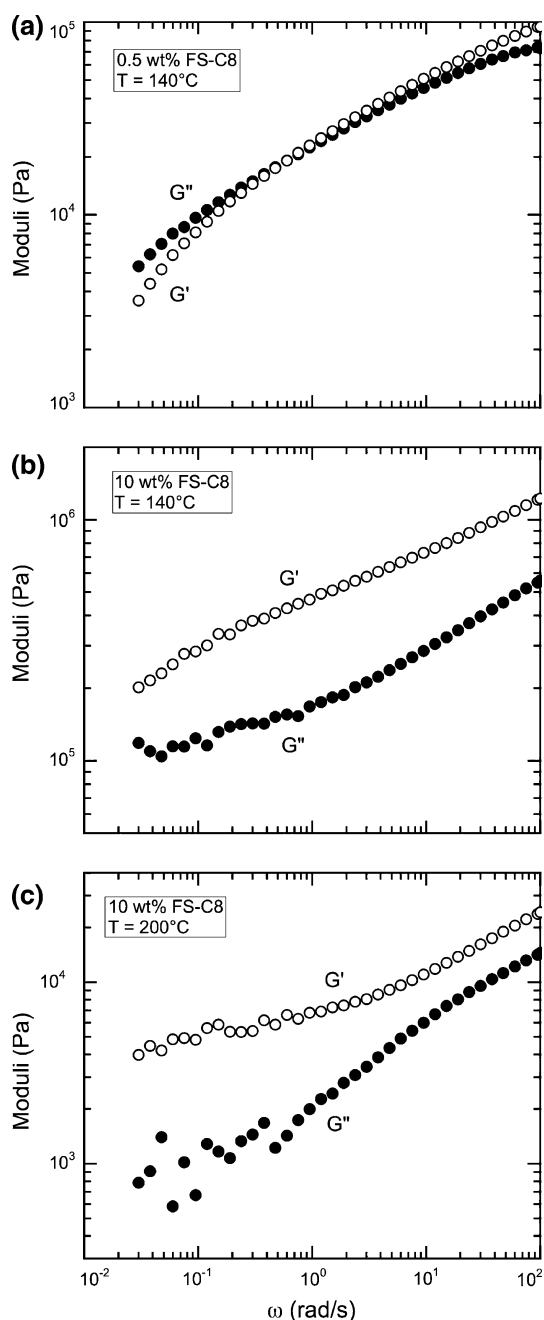 (a)
10⁵
0.5 wt% FS-C8
T = 140°C
G"
G'
10⁴
10³
Moduli (Pa)
(b)
10 wt% FS-C8
T = 140°C
10⁶
G'
G"
10⁵
Moduli (Pa)
(c)
10 wt% FS-C8
T = 200°C
10⁴
G'
G"
10³
Moduli (Pa)
10⁻² 10⁻¹ 10⁰ 10¹ 10²
ω (rad/s)